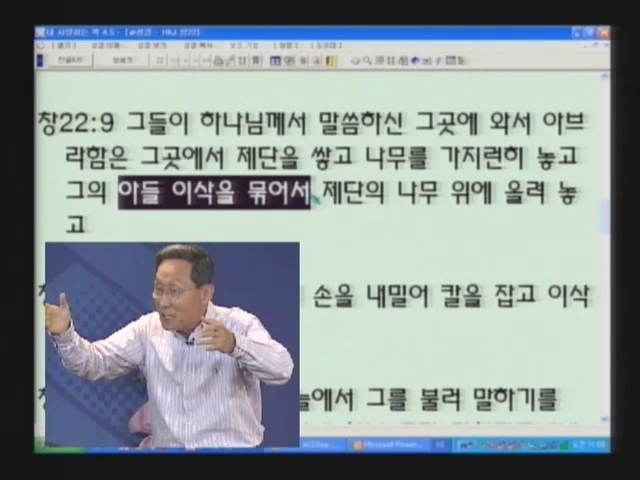 창22:9 그들이 하나님께서 말씀하신 그곳에 와서 아브
라함은 그곳에서 제단을 쌓고 나무를 가지런히 놓고
그의 아들 이삭을 묶어서 제단의 나무 위에 올려 놓
고
손을 내밀어 칼을 잡고 이삭
에서 그를 불러 말하기를
Microsoft Power